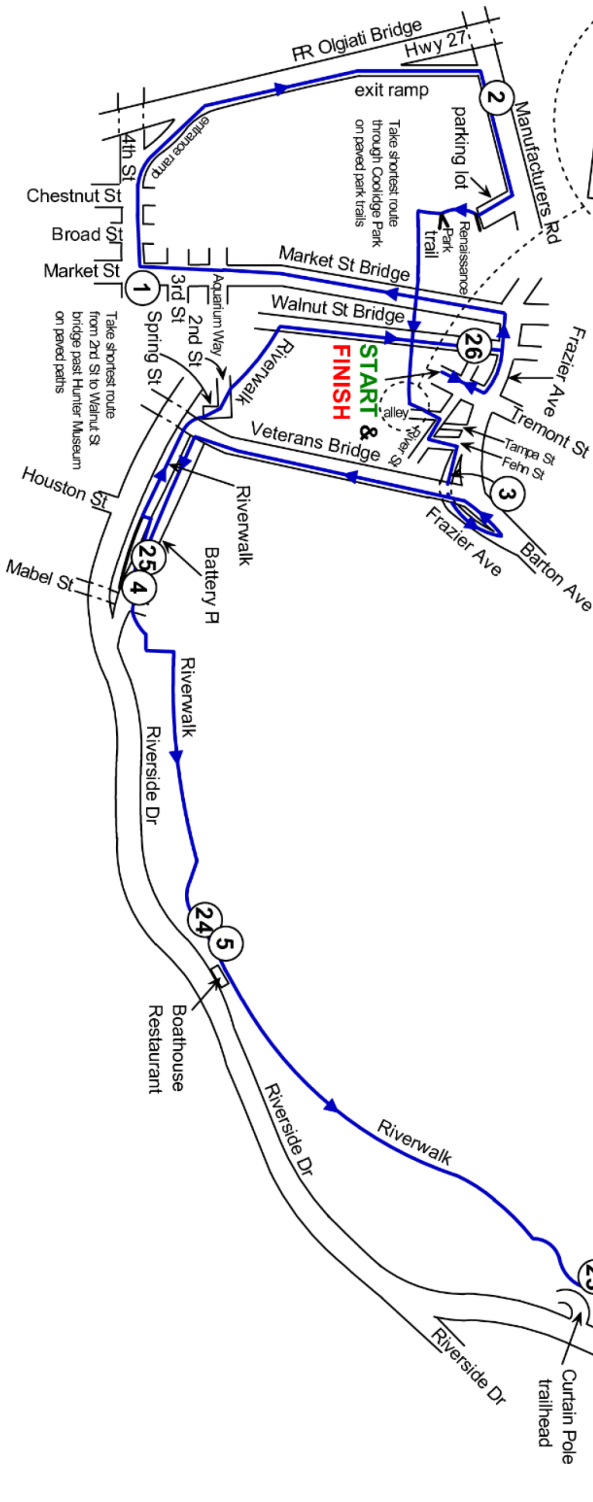 FR Olgiati Bridge
Hwy 27
exit ramp
2
Manufacturers Rd
parking lot
entrance ramp
Take shortest route
through Coolidge Park
on paved park trails
4th St
Chestnut St
Broad St
Market St
1
3rd St
2nd St
Aquarium Way
Spring St
Renaissance
Park
trail
Market St Bridge
Walnut St Bridge
26
START &
FINISH
Frazier Ave
Tremont St
Tampa St
Fehn St
alley
River St
3
Take shortest route
from 2nd St to Walnut St
bridge past Hunter Museum
on paved paths
Riverwalk
Veterans Bridge
Frazier Ave
Barton Ave
Houston St
Riverwalk
Battery Pl
Mabel St
25
4
Riverwalk
Riverside Dr
24
5
Boathouse
Restaurant
Riverside Dr
Riverwalk
Riverside Dr
Curtain Pole
trailhead